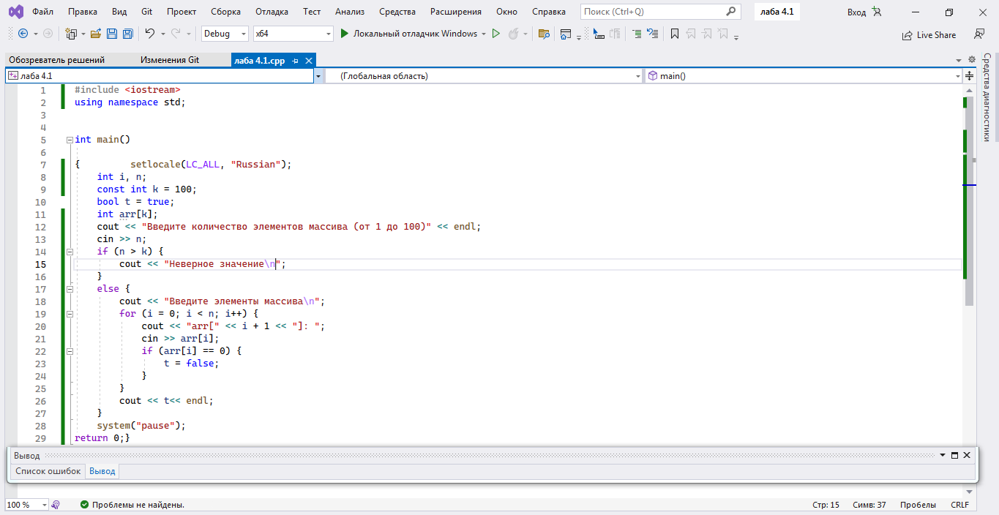 Файл Правка Вид Git Проект Сборка Отладка Тест Анализ Средства Расширения Окно Справка Поиск (Ctrl+Q) лаба 4.1 Вход
Debug x64 Локальный отладчик Windows Live Share
Обозреватель решений Изменения Git лаба 4.1.cpp
лаба 4.1 (Глобальная область) main()
Средства диагностики
1 #include <iostream>
2 using namespace std;
3
4
5 int main()
6
7 { setlocale(LC_ALL, "Russian");
8 int i, n;
9 const int k = 100;
10 bool t = true;
11 int arr[k];
12 cout << "Введите количество элементов массива (от 1 до 100)" << endl;
13 cin >> n;
14 if (n > k) {
15 cout << "Неверное значение\n";
16 }
17 else {
18 cout << "Введите элементы массива\n";
19 for (i = 0; i < n; i++) {
20 cout << "arr[" << i + 1 << "]: ";
21 cin >> arr[i];
22 if (arr[i] == 0) {
23 t = false;
24 }
25 }
26 cout << t<< endl;
27 }
28 system("pause");
29 return 0;}
Вывод
Список ошибок Вывод
100 % Проблемы не найдены. Стр: 15 Симв: 37 Пробелы CRLF